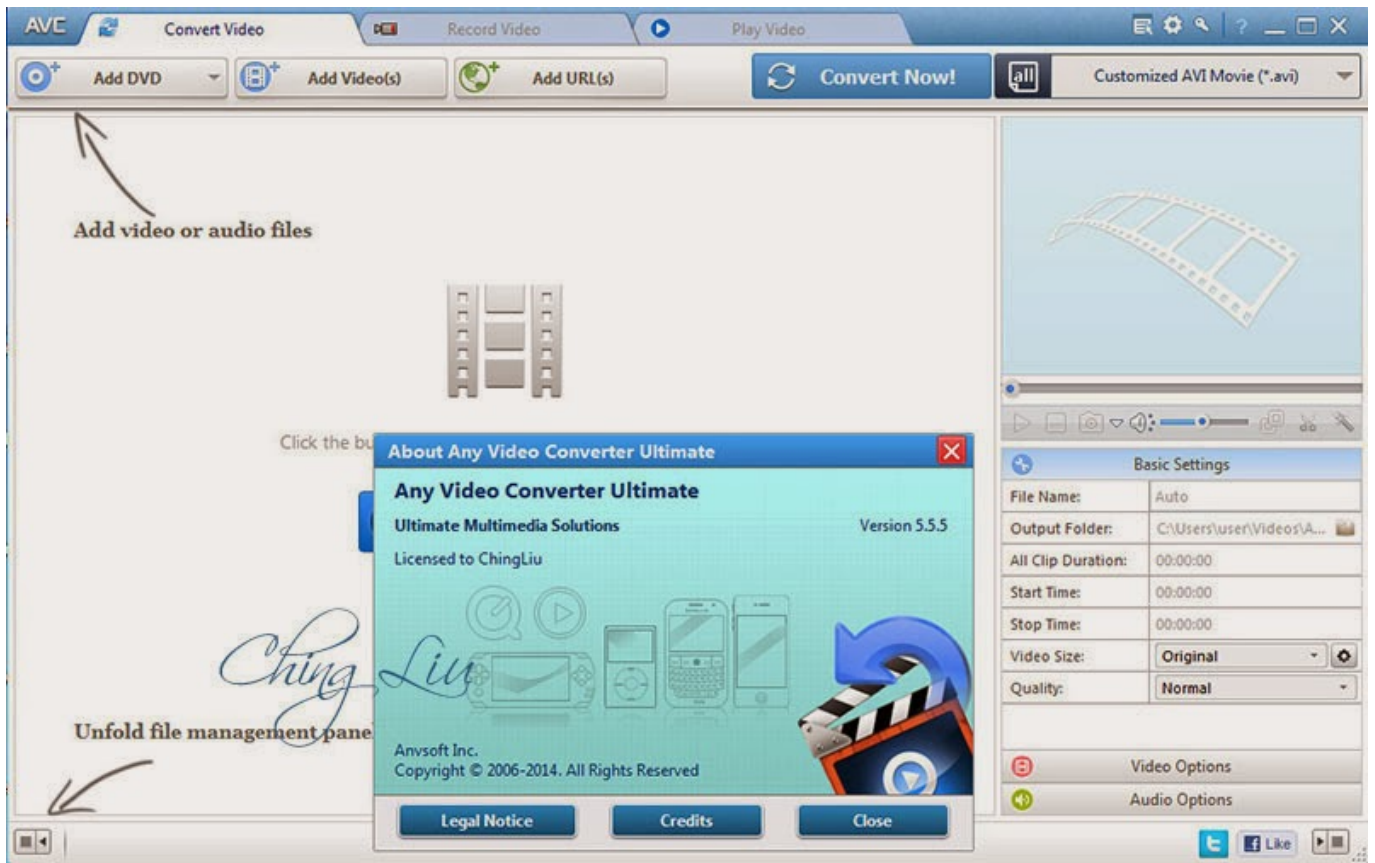 AVE
Convert Video
Record Video
Play Video
?
Add DVD
Add Video(s)
Add URL(s)
Convert Now!
all
Customized AVI Movie (*.avi)
Add video or audio files
Click the bu
About Any Video Converter Ultimate
Any Video Converter Ultimate
Ultimate Multimedia Solutions
Version 5.5.5
Licensed to ChingLiu
Ching Liu
Anvsoft Inc.
Copyright © 2006-2014. All Rights Reserved
Legal Notice
Credits
Close
Unfold file management pane
Basic Settings
File Name:
Auto
Output Folder:
C:\Users\user\Videos\A...
All Clip Duration:
00:00:00
Start Time:
00:00:00
Stop Time:
00:00:00
Video Size:
Original
Quality:
Normal
Video Options
Audio Options
Like